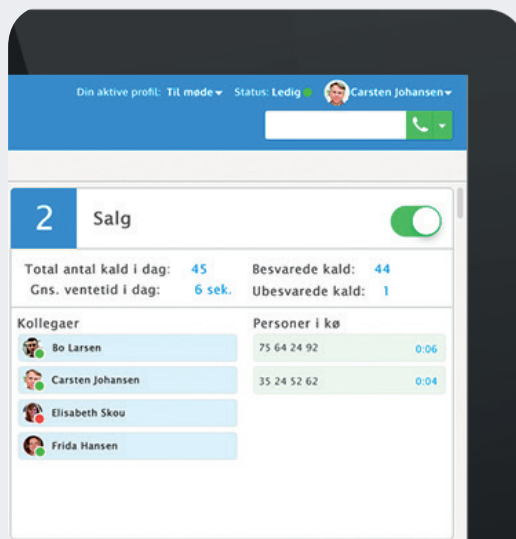 Din aktive profil: Til møde Status: Ledig Carsten Johansen
2 Salg
Total antal kald i dag: 45 Besvarede kald: 44
Gns. ventetid i dag: 6 sek. Ubesvarede kald: 1
Kollegaer Personer i kø
Bo Larsen 75 64 24 92 0:06
Carsten Johansen 35 24 52 62 0:04
Elisabeth Skou
Frida Hansen